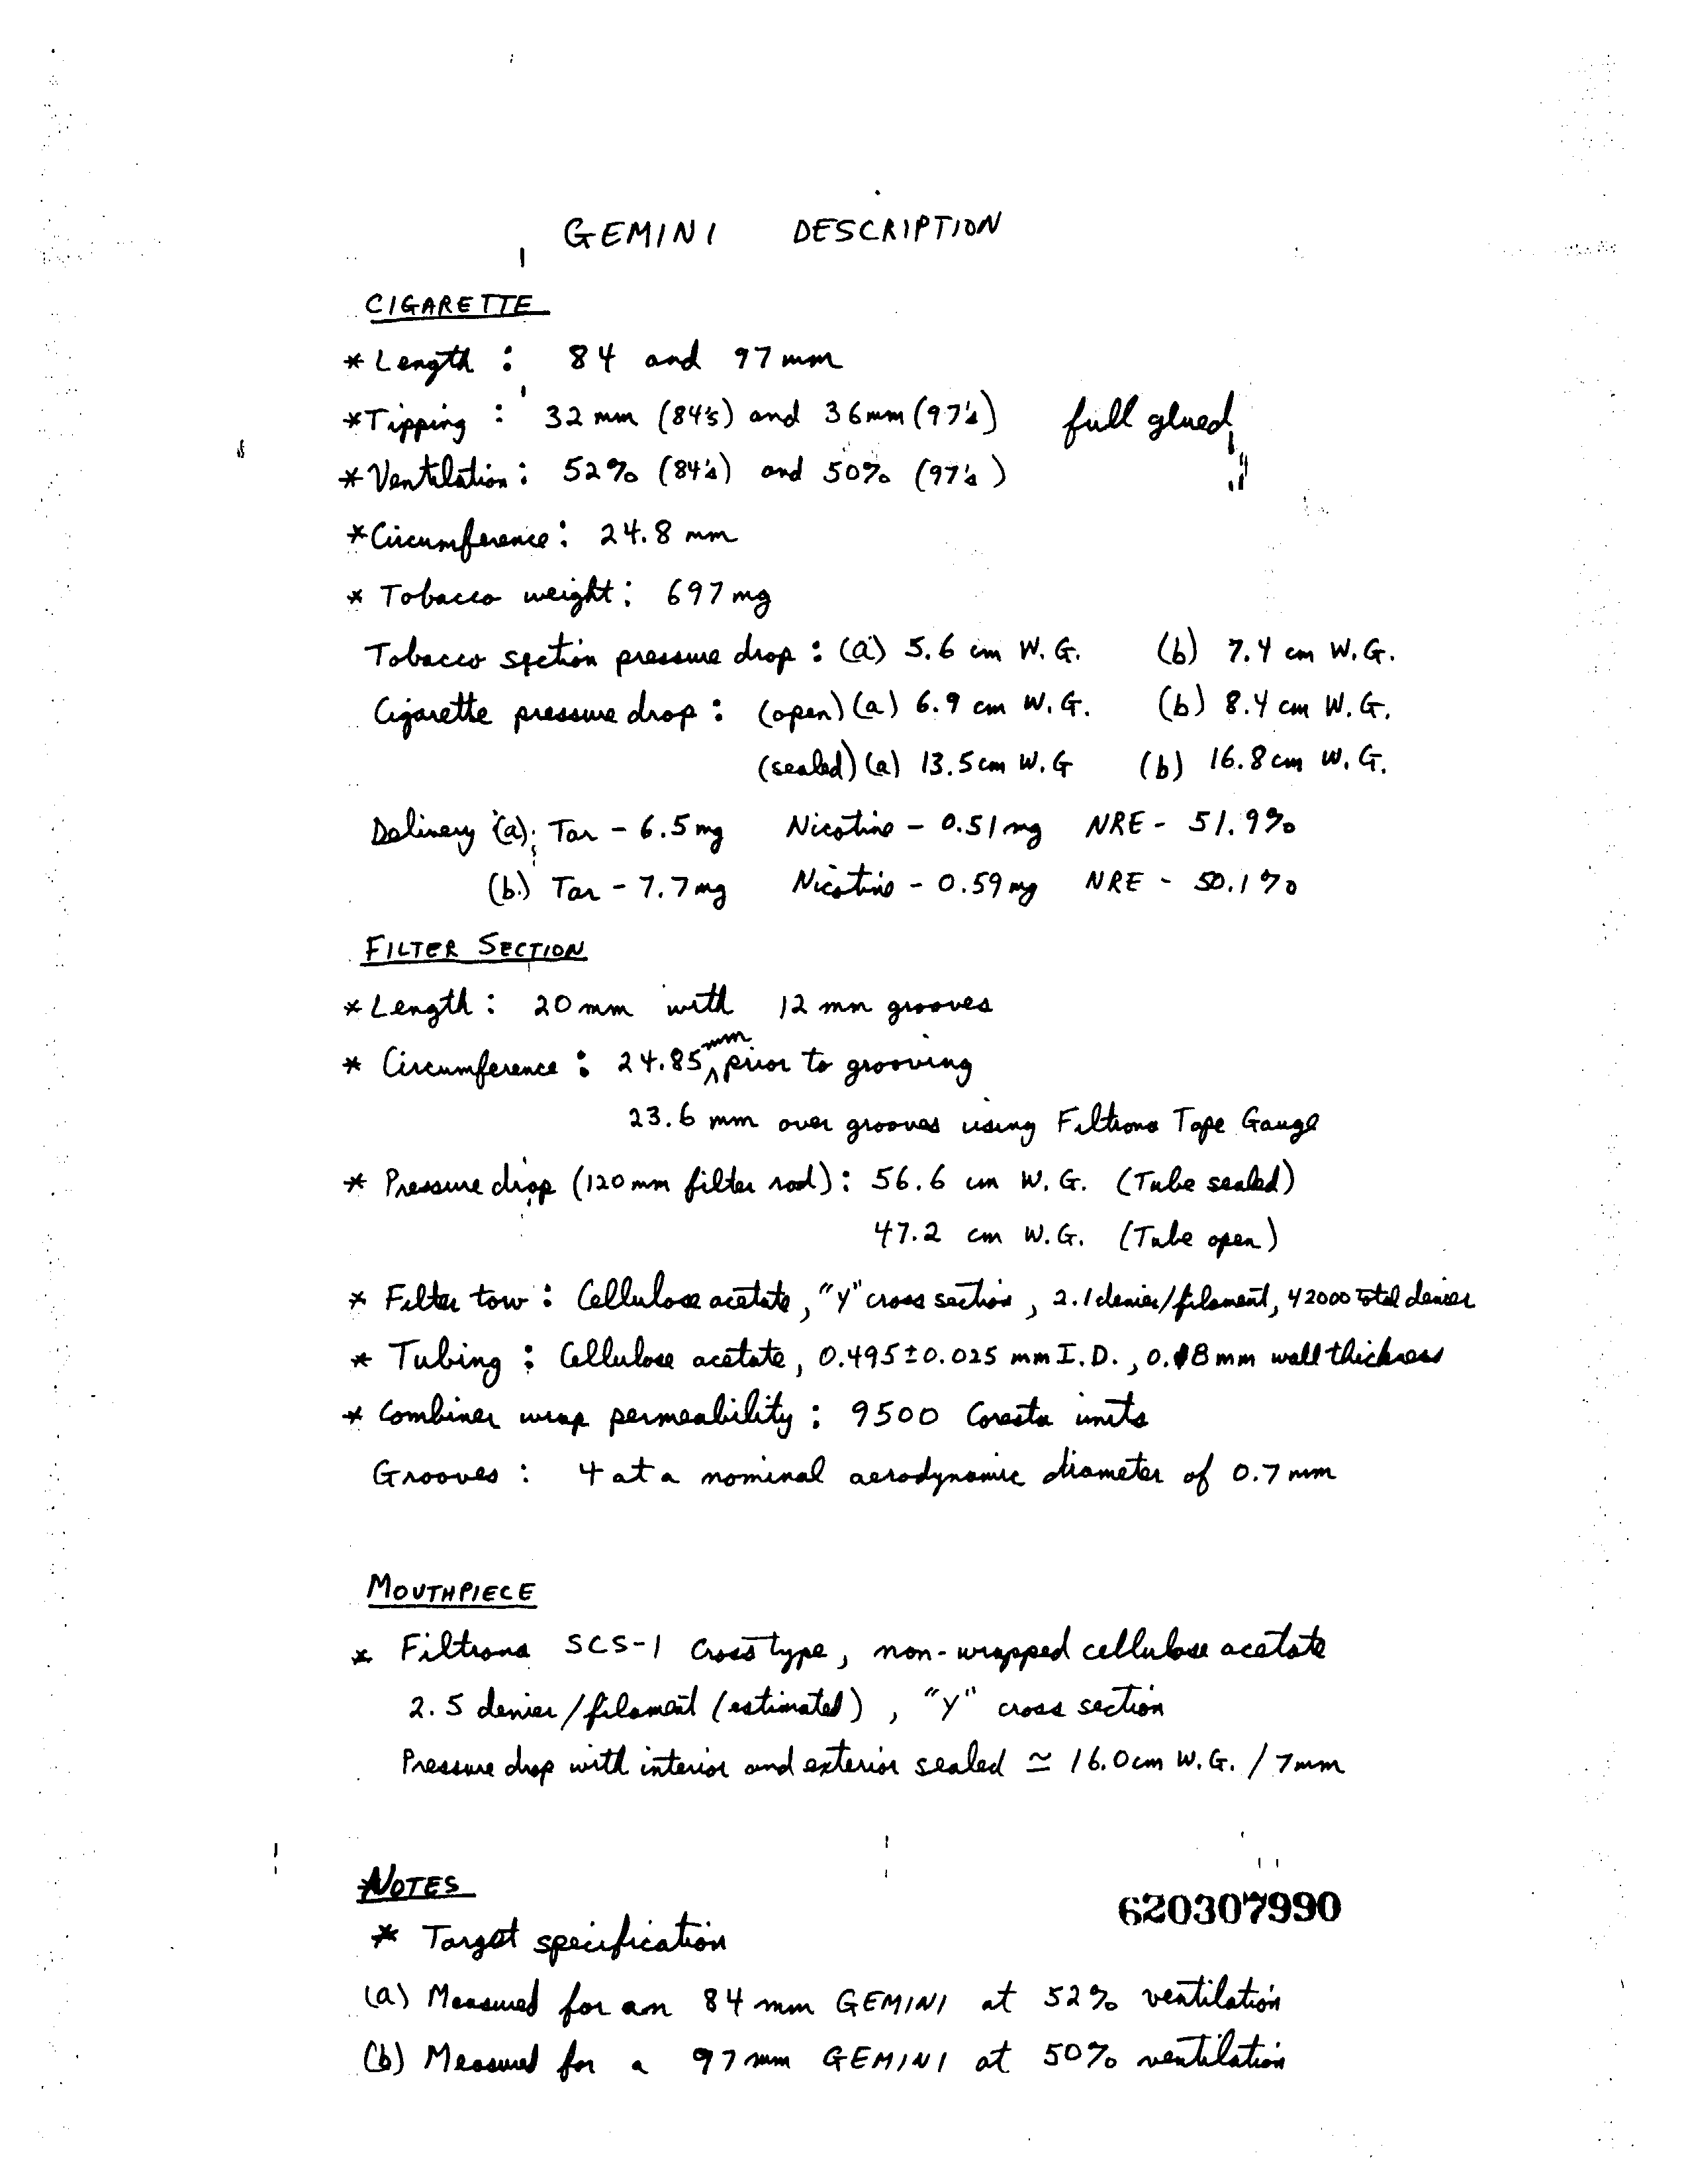 GEMINI DESCRIPTION
CIGARETTE
* Length : 84 and 97 mm
* Tipping : 32 mm (84's) and 36 mm (97's) full glued
* Ventilation : 52% (84's) and 50% (97's)
* Circumference : 24.8 mm
* Tobacco weight : 697 mg
Tobacco section pressure drop : (a) 5.6 cm W.G. (b) 7.4 cm W.G.
Cigarette pressure drop : (open) (a) 6.9 cm W.G. (b) 8.4 cm W.G.
(sealed) (a) 13.5 cm W.G (b) 16.8 cm W.G.
Delivery (a): Tar - 6.5 mg Nicotine - 0.51 mg NRE - 51.9%
(b) Tar - 7.7 mg Nicotine - 0.59 mg NRE - 50.1%
FILTER SECTION
* Length : 20 mm with 12 mm grooves
* Circumference : 24.85 mm prior to grooving
23.6 mm over grooves using Filtrona Tape Gauge
* Pressure drop (120 mm filter rod) : 56.6 cm W.G. (Tube sealed)
47.2 cm W.G. (Tube open)
* Filter tow : Cellulose acetate, "Y" cross section, 2.1 denier/filament, 42000 total denier
* Tubing : Cellulose acetate, 0.495 ± 0.025 mm I.D., 0.18 mm wall thickness
* Combiner wrap permeability : 9500 Coresta units
Grooves : 4 at a nominal aerodynamic diameter of 0.7 mm
MOUTHPIECE
* Filtrona SCS-1 Cross type, non-wrapped cellulose acetate
2.5 denier/filament (estimated), "Y" cross section
Pressure drop with interior and exterior sealed ≃ 16.0 cm W.G. / 7 mm
NOTES
620307990
* Target specification
(a) Measured for an 84 mm GEMINI at 52% ventilation
(b) Measured for a 97 mm GEMINI at 50% ventilation